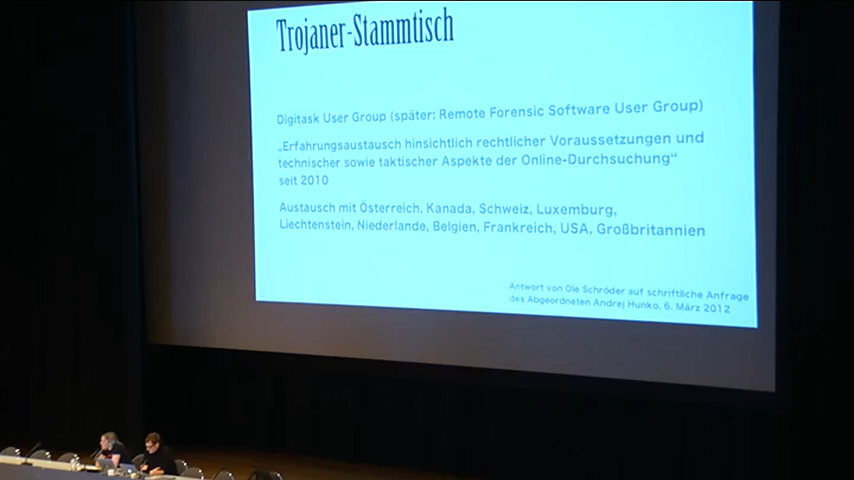 Trojaner-Stammtisch
Digitask User Group (später: Remote Forensic Software User Group)
„Erfahrungsaustausch hinsichtlich rechtlicher Voraussetzungen und
technischer sowie taktischer Aspekte der Online-Durchsuchung“
seit 2010
Austausch mit Österreich, Kanada, Schweiz, Luxemburg,
Liechtenstein, Niederlande, Belgien, Frankreich, USA, Großbritannien
Antwort von Ole Schröder auf schriftliche Anfrage
des Abgeordneten Andrej Hunko, 6. März 2012